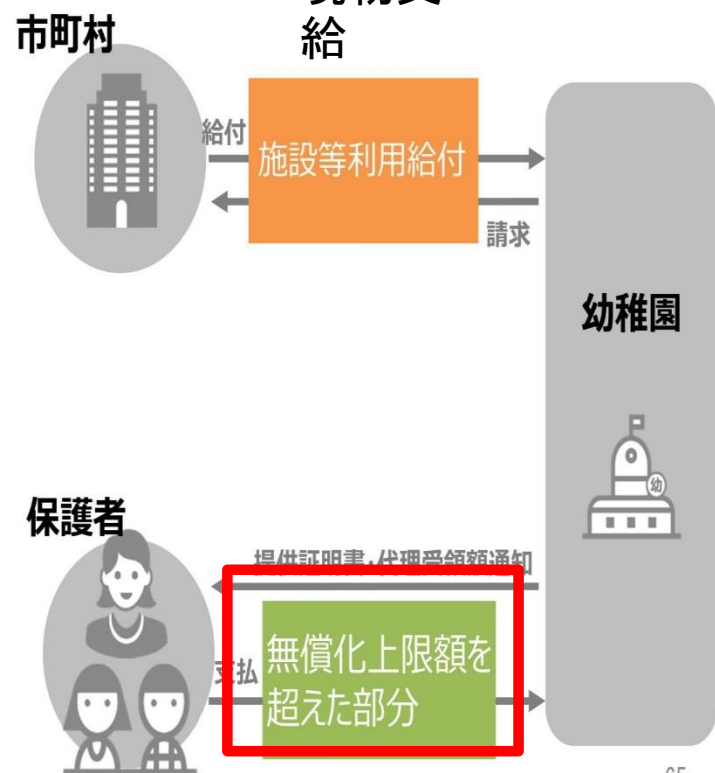 給
市町村
給付
施設等利用給付
請求
幼稚園
幼
保護者
提供証明書・代理受領額通知
支払
無償化上限額を
超えた部分